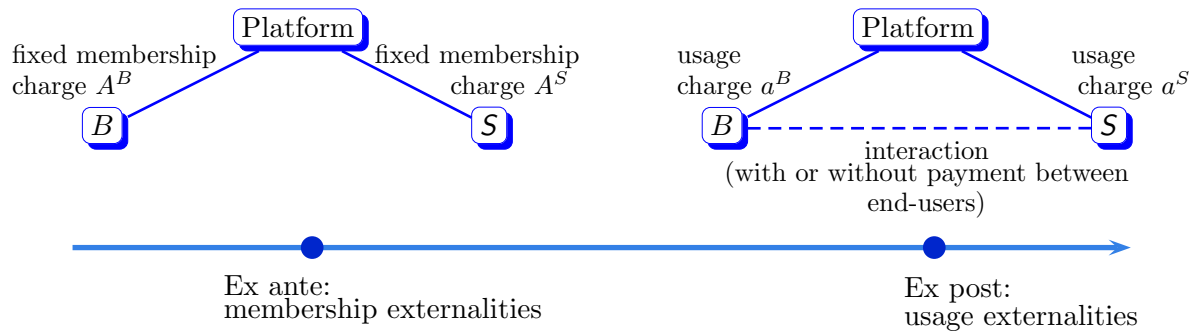 Platform
fixed membership
charge A^B
fixed membership
charge A^S
B
S
Platform
usage
charge a^B
usage
charge a^S
B
S
interaction
(with or without payment between
end-users)
Ex ante:
membership externalities
Ex post:
usage externalities